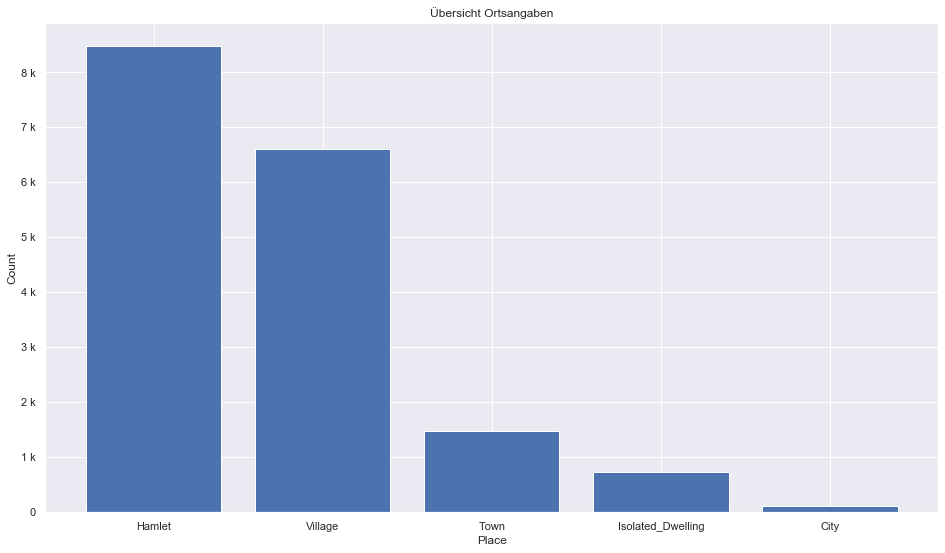 Übersicht Ortsangaben
Count
8 k
7 k
6 k
5 k
4 k
3 k
2 k
1 k
0
Hamlet
Village
Town
Isolated_Dwelling
City
Place